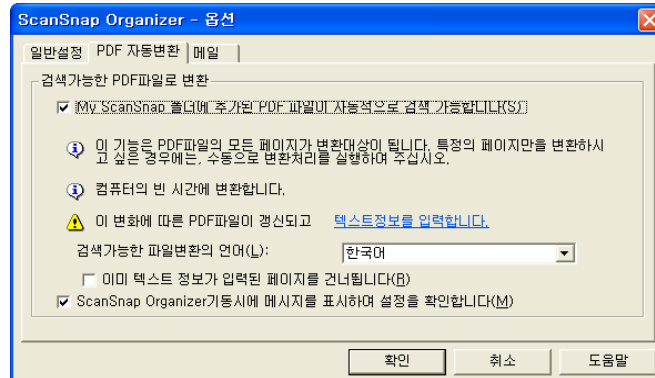 ScanSnap Organizer - 옵션
일반설정 PDF 자동변환 메일
검색가능한 PDF파일로 변환
My ScanSnap 폴더에 추가된 PDF 파일이 자동적으로 검색 가능합니다(S)
이 기능은 PDF파일의 모든 페이지가 변환대상이 됩니다. 특정의 페이지만을 변환하시
고 싶은 경우에는, 수동으로 변환처리를 실행하여 주십시오.
컴퓨터의 빈 시간에 변환합니다.
이 변화에 따른 PDF파일이 갱신되고 텍스트정보를 입력합니다.
검색가능한 파일변환의 언어(L): 한국어
이미 텍스트 정보가 입력된 페이지를 건너뜁니다(R)
ScanSnap Organizer기동시에 메시지를 표시하여 설정을 확인합니다(M)
확인 취소 도움말